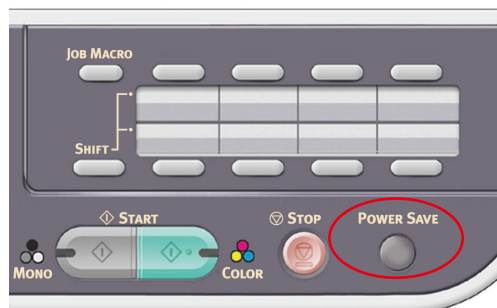 JOB MACRO
SHIFT
START
STOP
POWER SAVE
MONO
COLOR